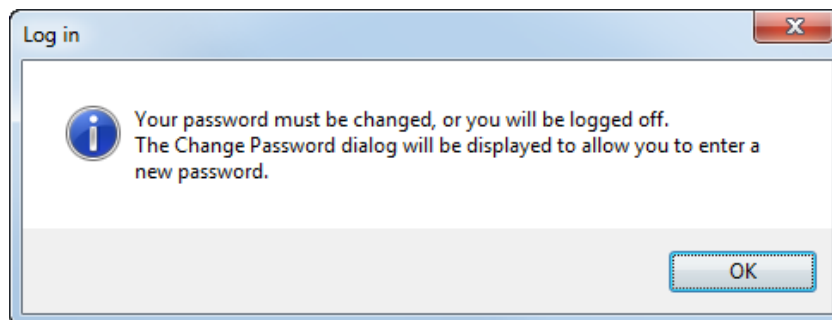 Log in
Your password must be changed, or you will be logged off.
The Change Password dialog will be displayed to allow you to enter a
new password.
OK